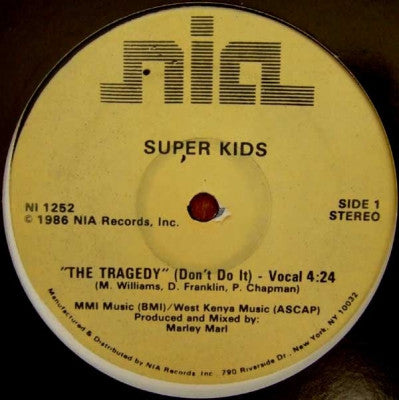 nia
SUPER KIDS
NI 1252
© 1986 NIA Records, Inc.
SIDE 1
STEREO
"THE TRAGEDY" (Don't Do It) - Vocal 4:24
(M. Williams, D. Franklin, P. Chapman)
MMI Music (BMI)/West Kenya Music (ASCAP)
Produced and Mixed by:
Marley Marl
Manufactured & Distributed by NIA Records, Inc. 790 Riverside Dr., New York, NY 10032